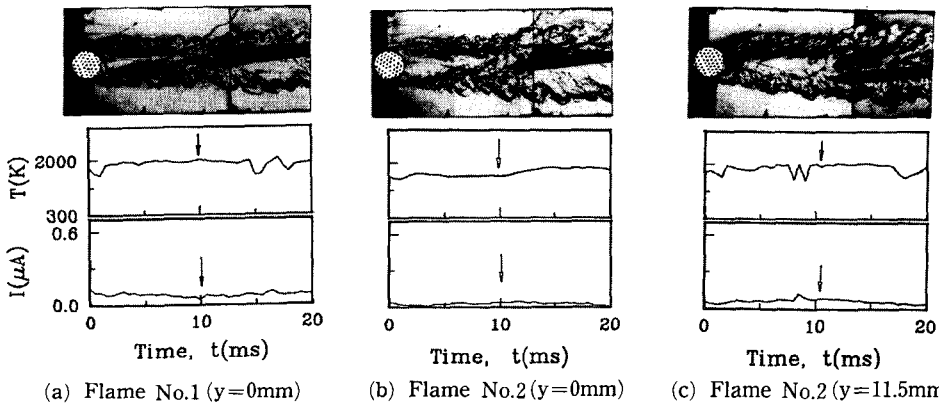 T(K)
2000
300
I(μA)
0.6
0.0
0 10 20
0 10 20
0 10 20
Time, t(ms)
Time, t(ms)
Time, t(ms)
(a) Flame No.1 (y=0mm)
(b) Flame No.2 (y=0mm)
(c) Flame No.2 (y=11.5mm